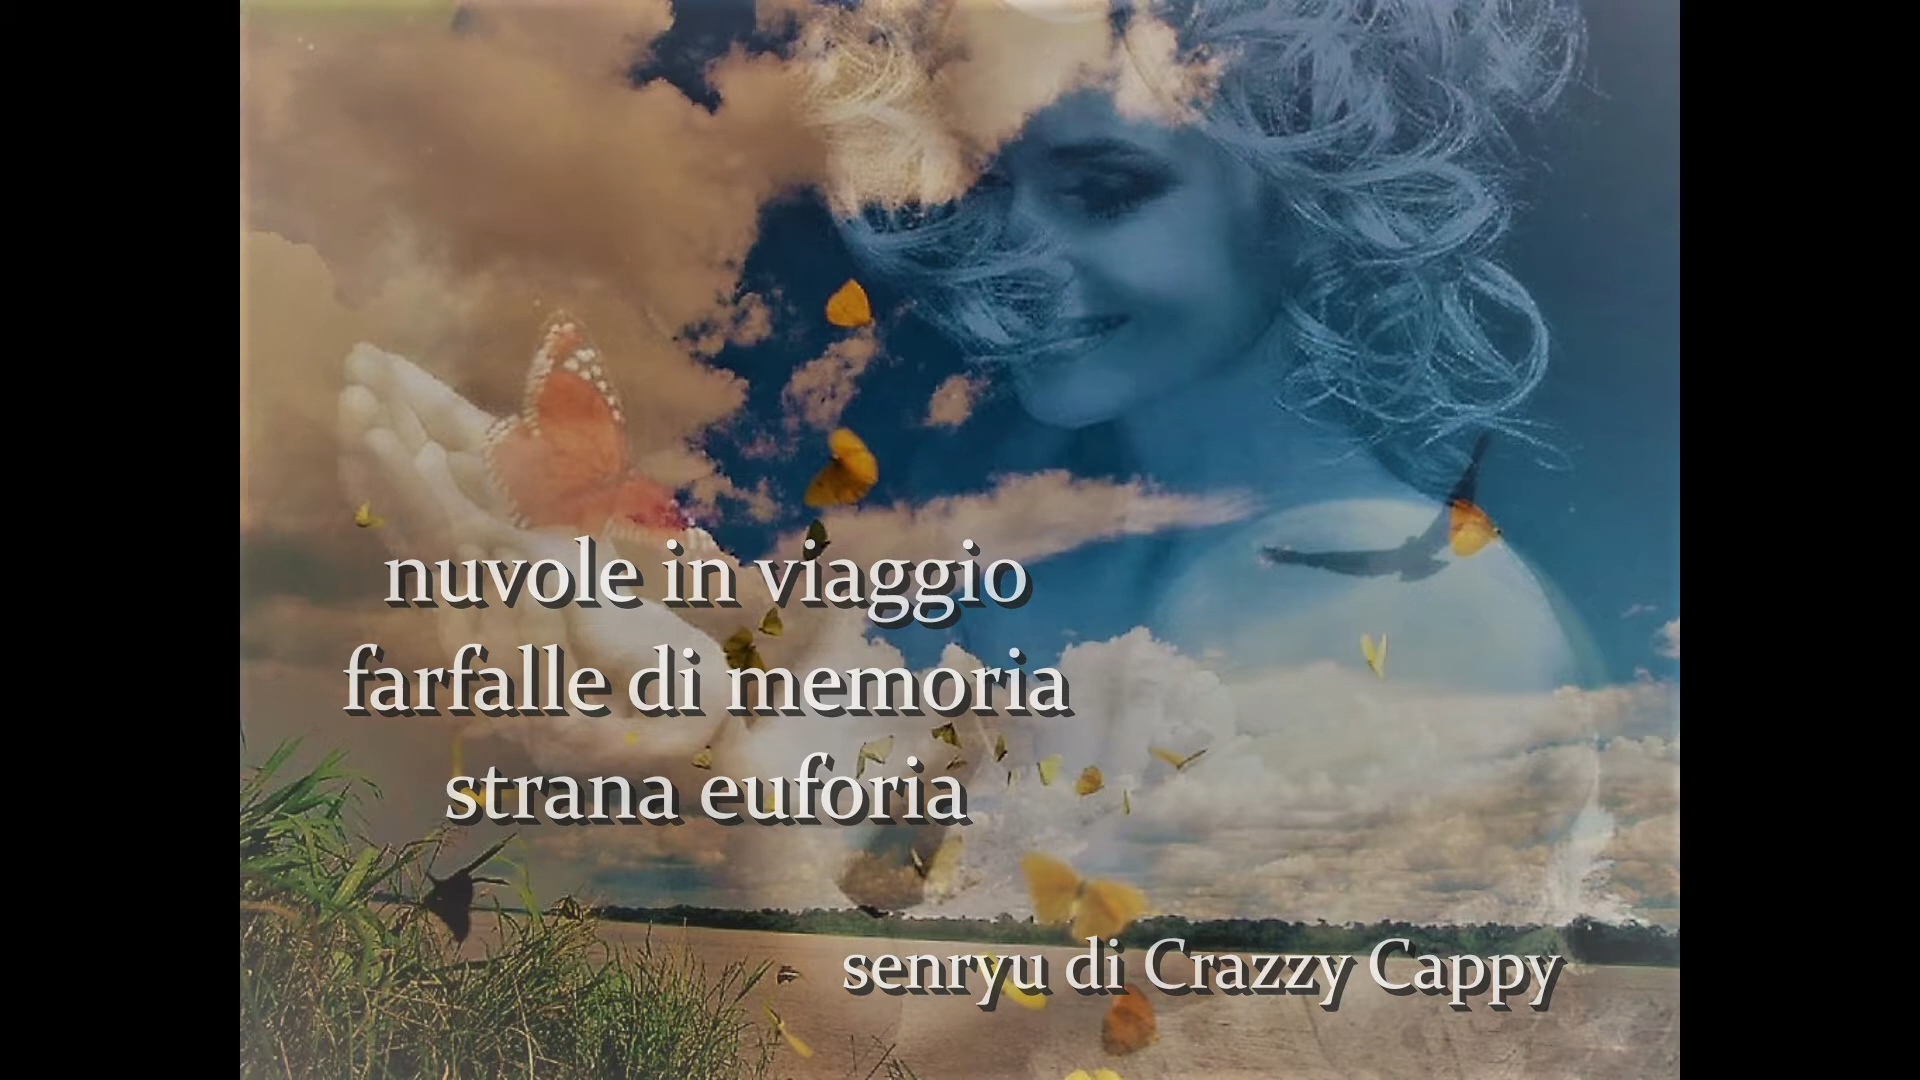 nuvole in viaggio
farfalle di memoria
strana euforia
senryu di Crazzy Cappy